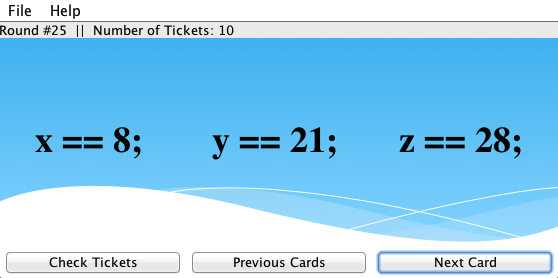 File Help
Round #25 || Number of Tickets: 10
x == 8; y == 21; z == 28;
Check Tickets Previous Cards Next Card